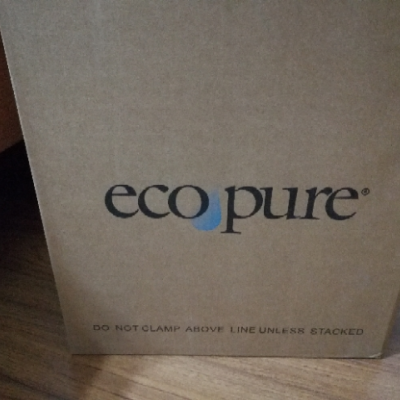 ecopure®
DO NOT CLAMP ABOVE LINE UNLESS STACKED